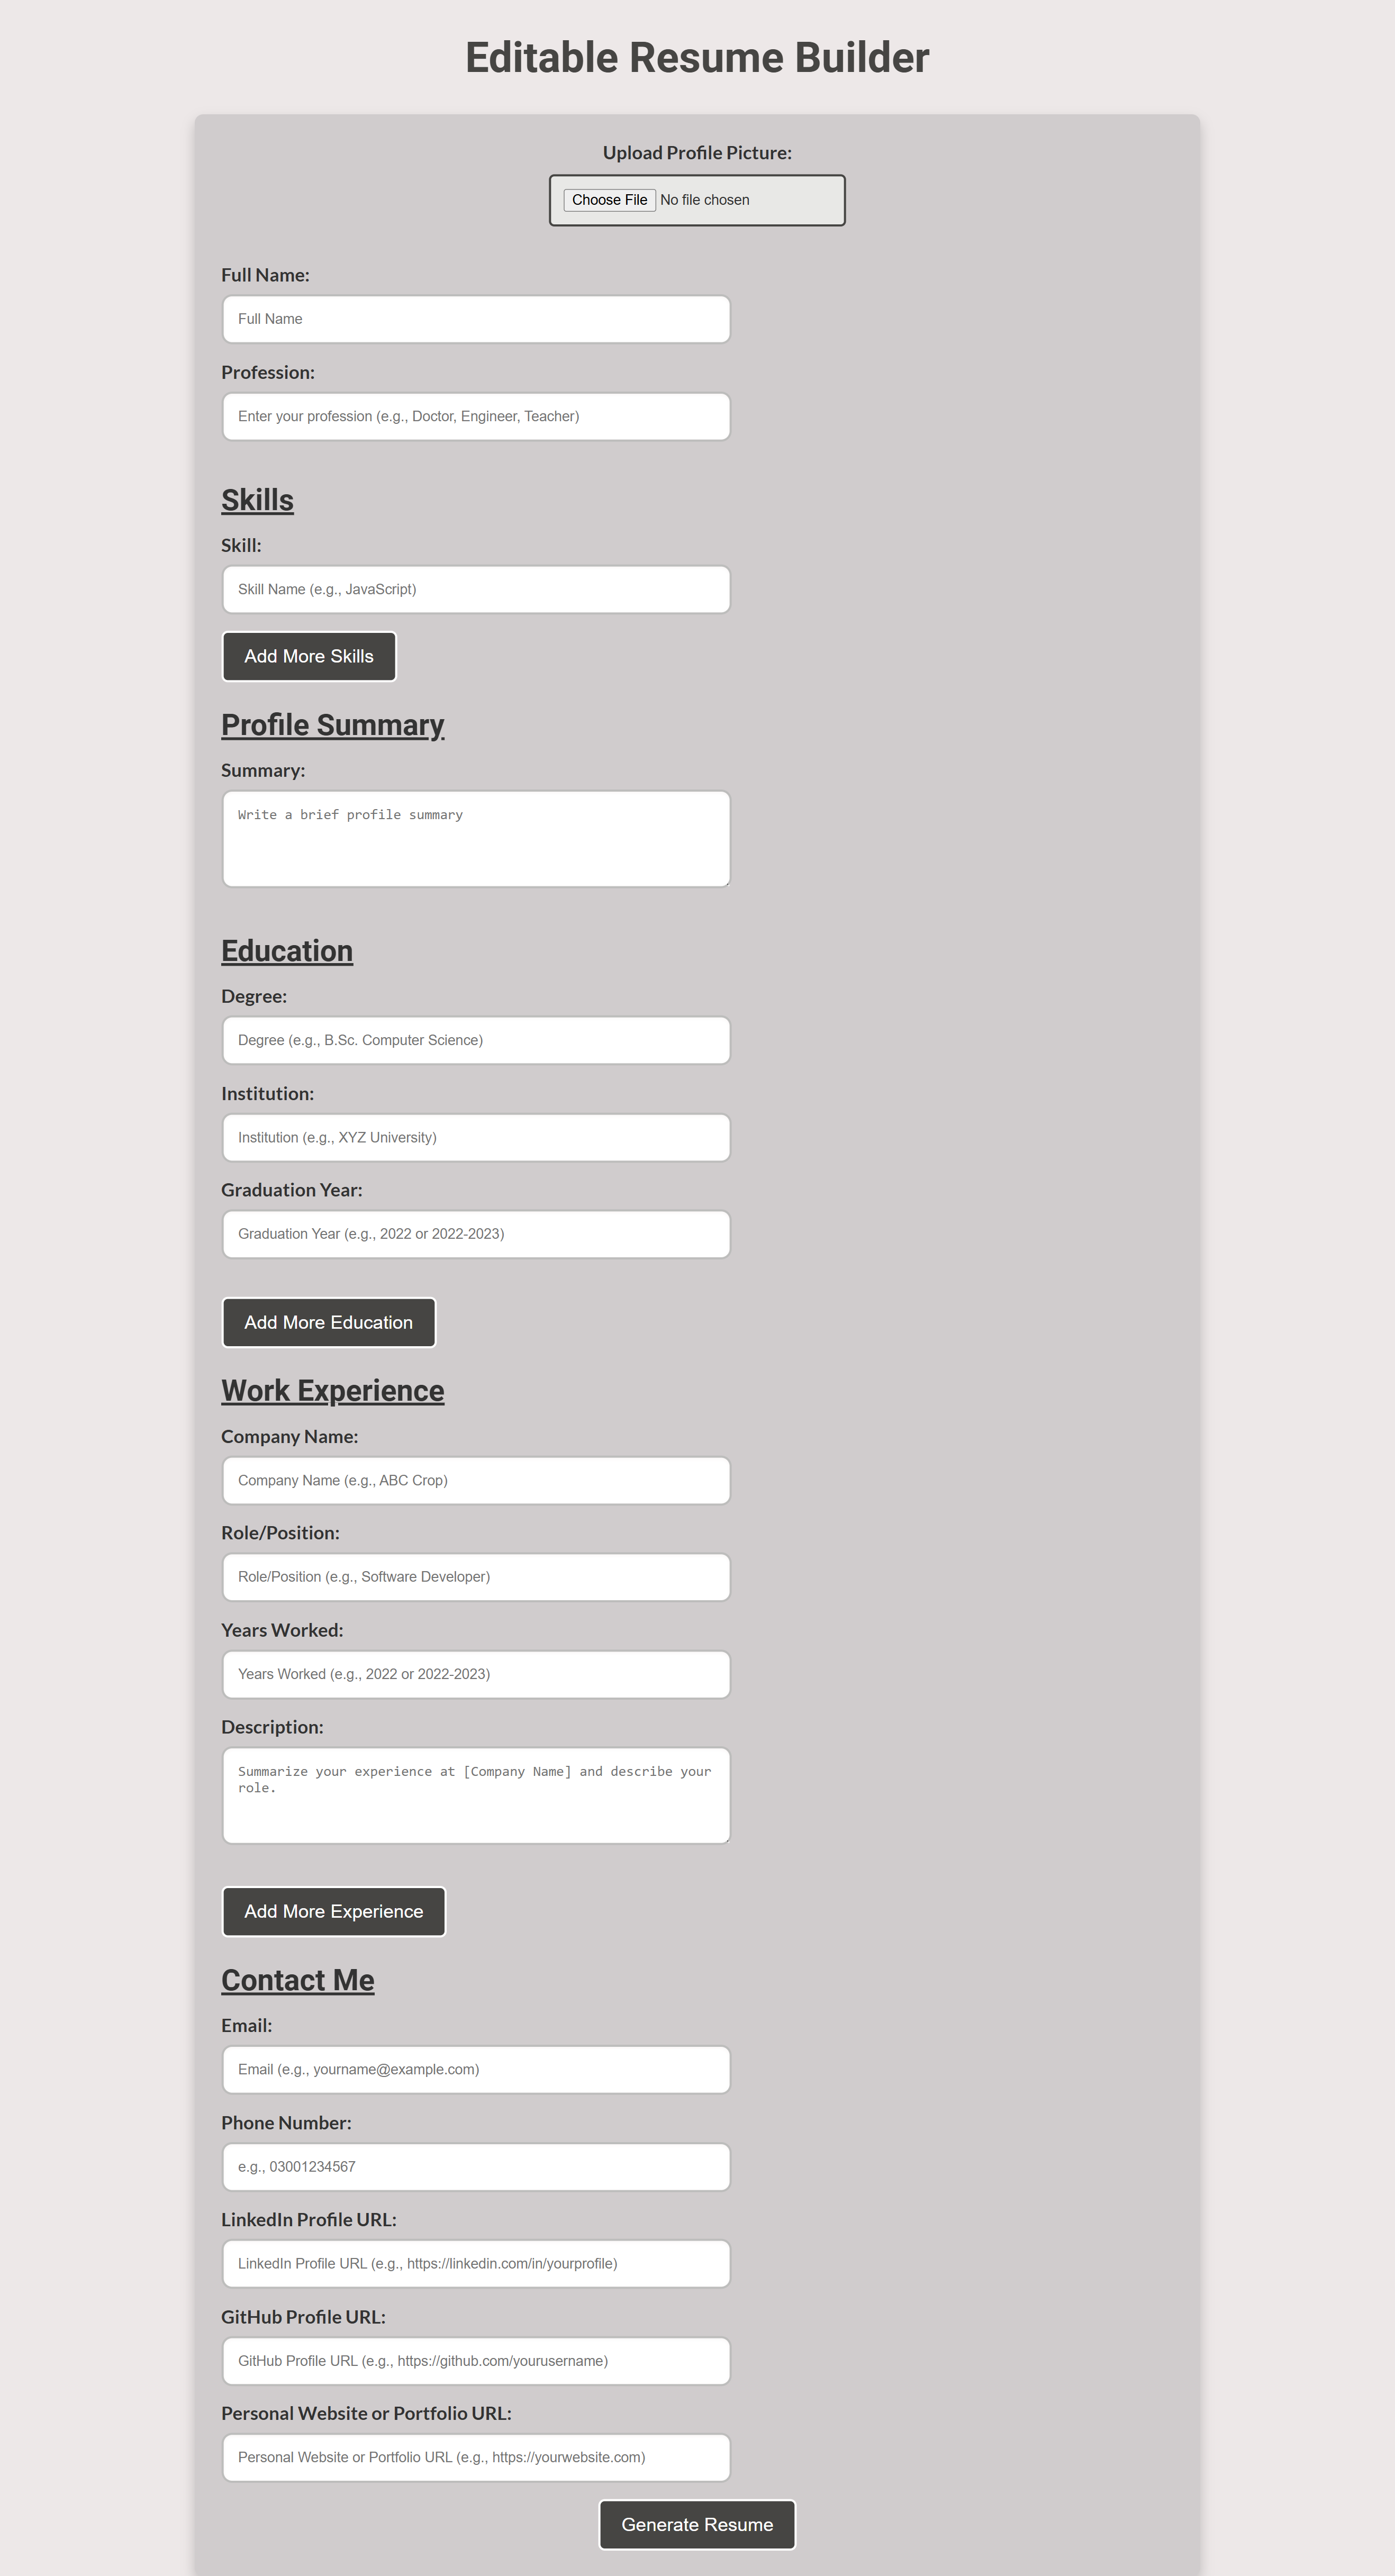 Editable Resume Builder
Upload Profile Picture:
Choose File No file chosen
Full Name:
Full Name
Profession:
Enter your profession (e.g., Doctor, Engineer, Teacher)
Skills
Skill:
Skill Name (e.g., JavaScript)
Add More Skills
Profile Summary
Summary:
Write a brief profile summary
Education
Degree:
Degree (e.g., B.Sc. Computer Science)
Institution:
Institution (e.g., XYZ University)
Graduation Year:
Graduation Year (e.g., 2022 or 2022-2023)
Add More Education
Work Experience
Company Name:
Company Name (e.g., ABC Crop)
Role/Position:
Role/Position (e.g., Software Developer)
Years Worked:
Years Worked (e.g., 2022 or 2022-2023)
Description:
Summarize your experience at [Company Name] and describe your
role.
Add More Experience
Contact Me
Email:
Email (e.g., yourname@example.com)
Phone Number:
e.g., 03001234567
LinkedIn Profile URL:
LinkedIn Profile URL (e.g., https://linkedin.com/in/yourprofile)
GitHub Profile URL:
GitHub Profile URL (e.g., https://github.com/yourusername)
Personal Website or Portfolio URL:
Personal Website or Portfolio URL (e.g., https://yourwebsite.com)
Generate Resume